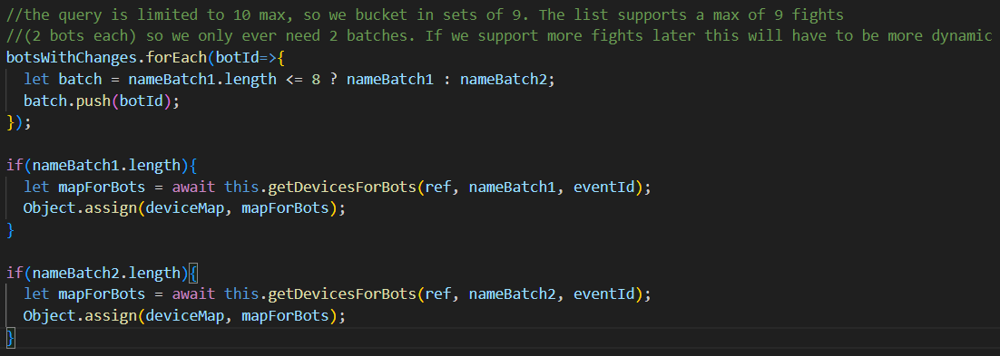 //the query is limited to 10 max, so we bucket in sets of 9. The list supports a max of 9 fights
//(2 bots each) so we only ever need 2 batches. If we support more fights later this will have to be more dynamic
botsWithChanges.forEach(botId=>{
  let batch = nameBatch1.length <= 8 ? nameBatch1 : nameBatch2;
  batch.push(botId);
});

if(nameBatch1.length){
  let mapForBots = await this.getDevicesForBots(ref, nameBatch1, eventId);
  Object.assign(deviceMap, mapForBots);
}

if(nameBatch2.length){
  let mapForBots = await this.getDevicesForBots(ref, nameBatch2, eventId);
  Object.assign(deviceMap, mapForBots);
}